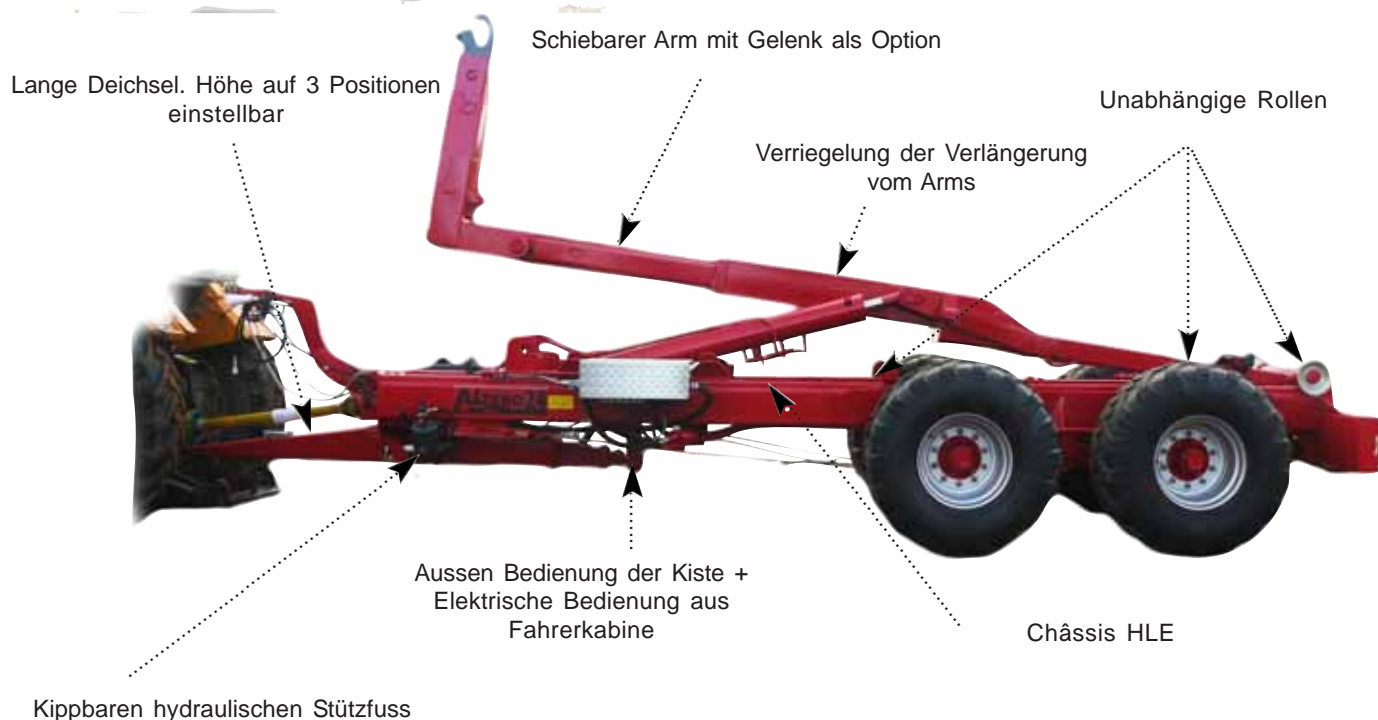 Schiebarer Arm mit Gelenk als Option
Lange Deichsel. Höhe auf 3 Positionen
einstellbar
Unabhängige Rollen
Verriegelung der Verlängerung
vom Arms
Aussen Bedienung der Kiste +
Elektrische Bedienung aus
Fahrerkabine
Châssis HLE
Kippbaren hydraulischen Stützfuss